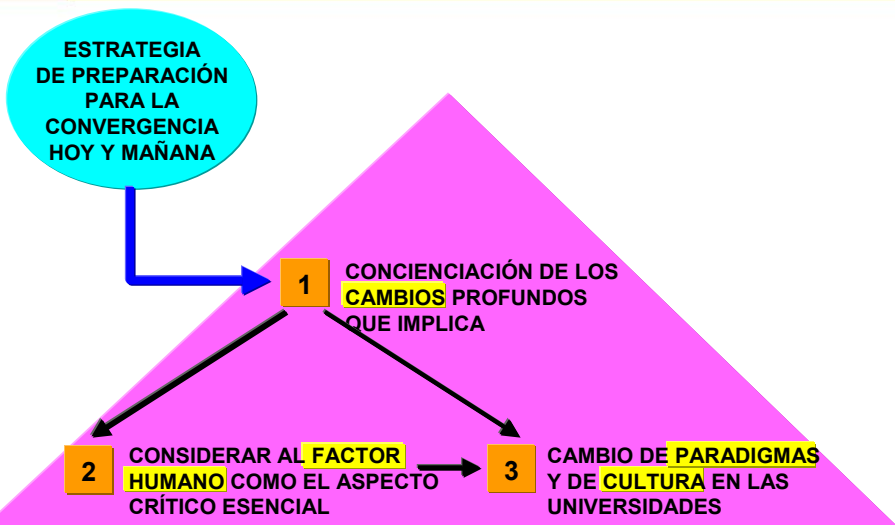 ESTRATEGIA
DE PREPARACIÓN
PARA LA
CONVERGENCIA
HOY Y MAÑANA
1
CONCIENCIACIÓN DE LOS
CAMBIOS PROFUNDOS
QUE IMPLICA
2
CONSIDERAR AL FACTOR
HUMANO COMO EL ASPECTO
CRÍTICO ESENCIAL
3
CAMBIO DE PARADIGMAS
Y DE CULTURA EN LAS
UNIVERSIDADES